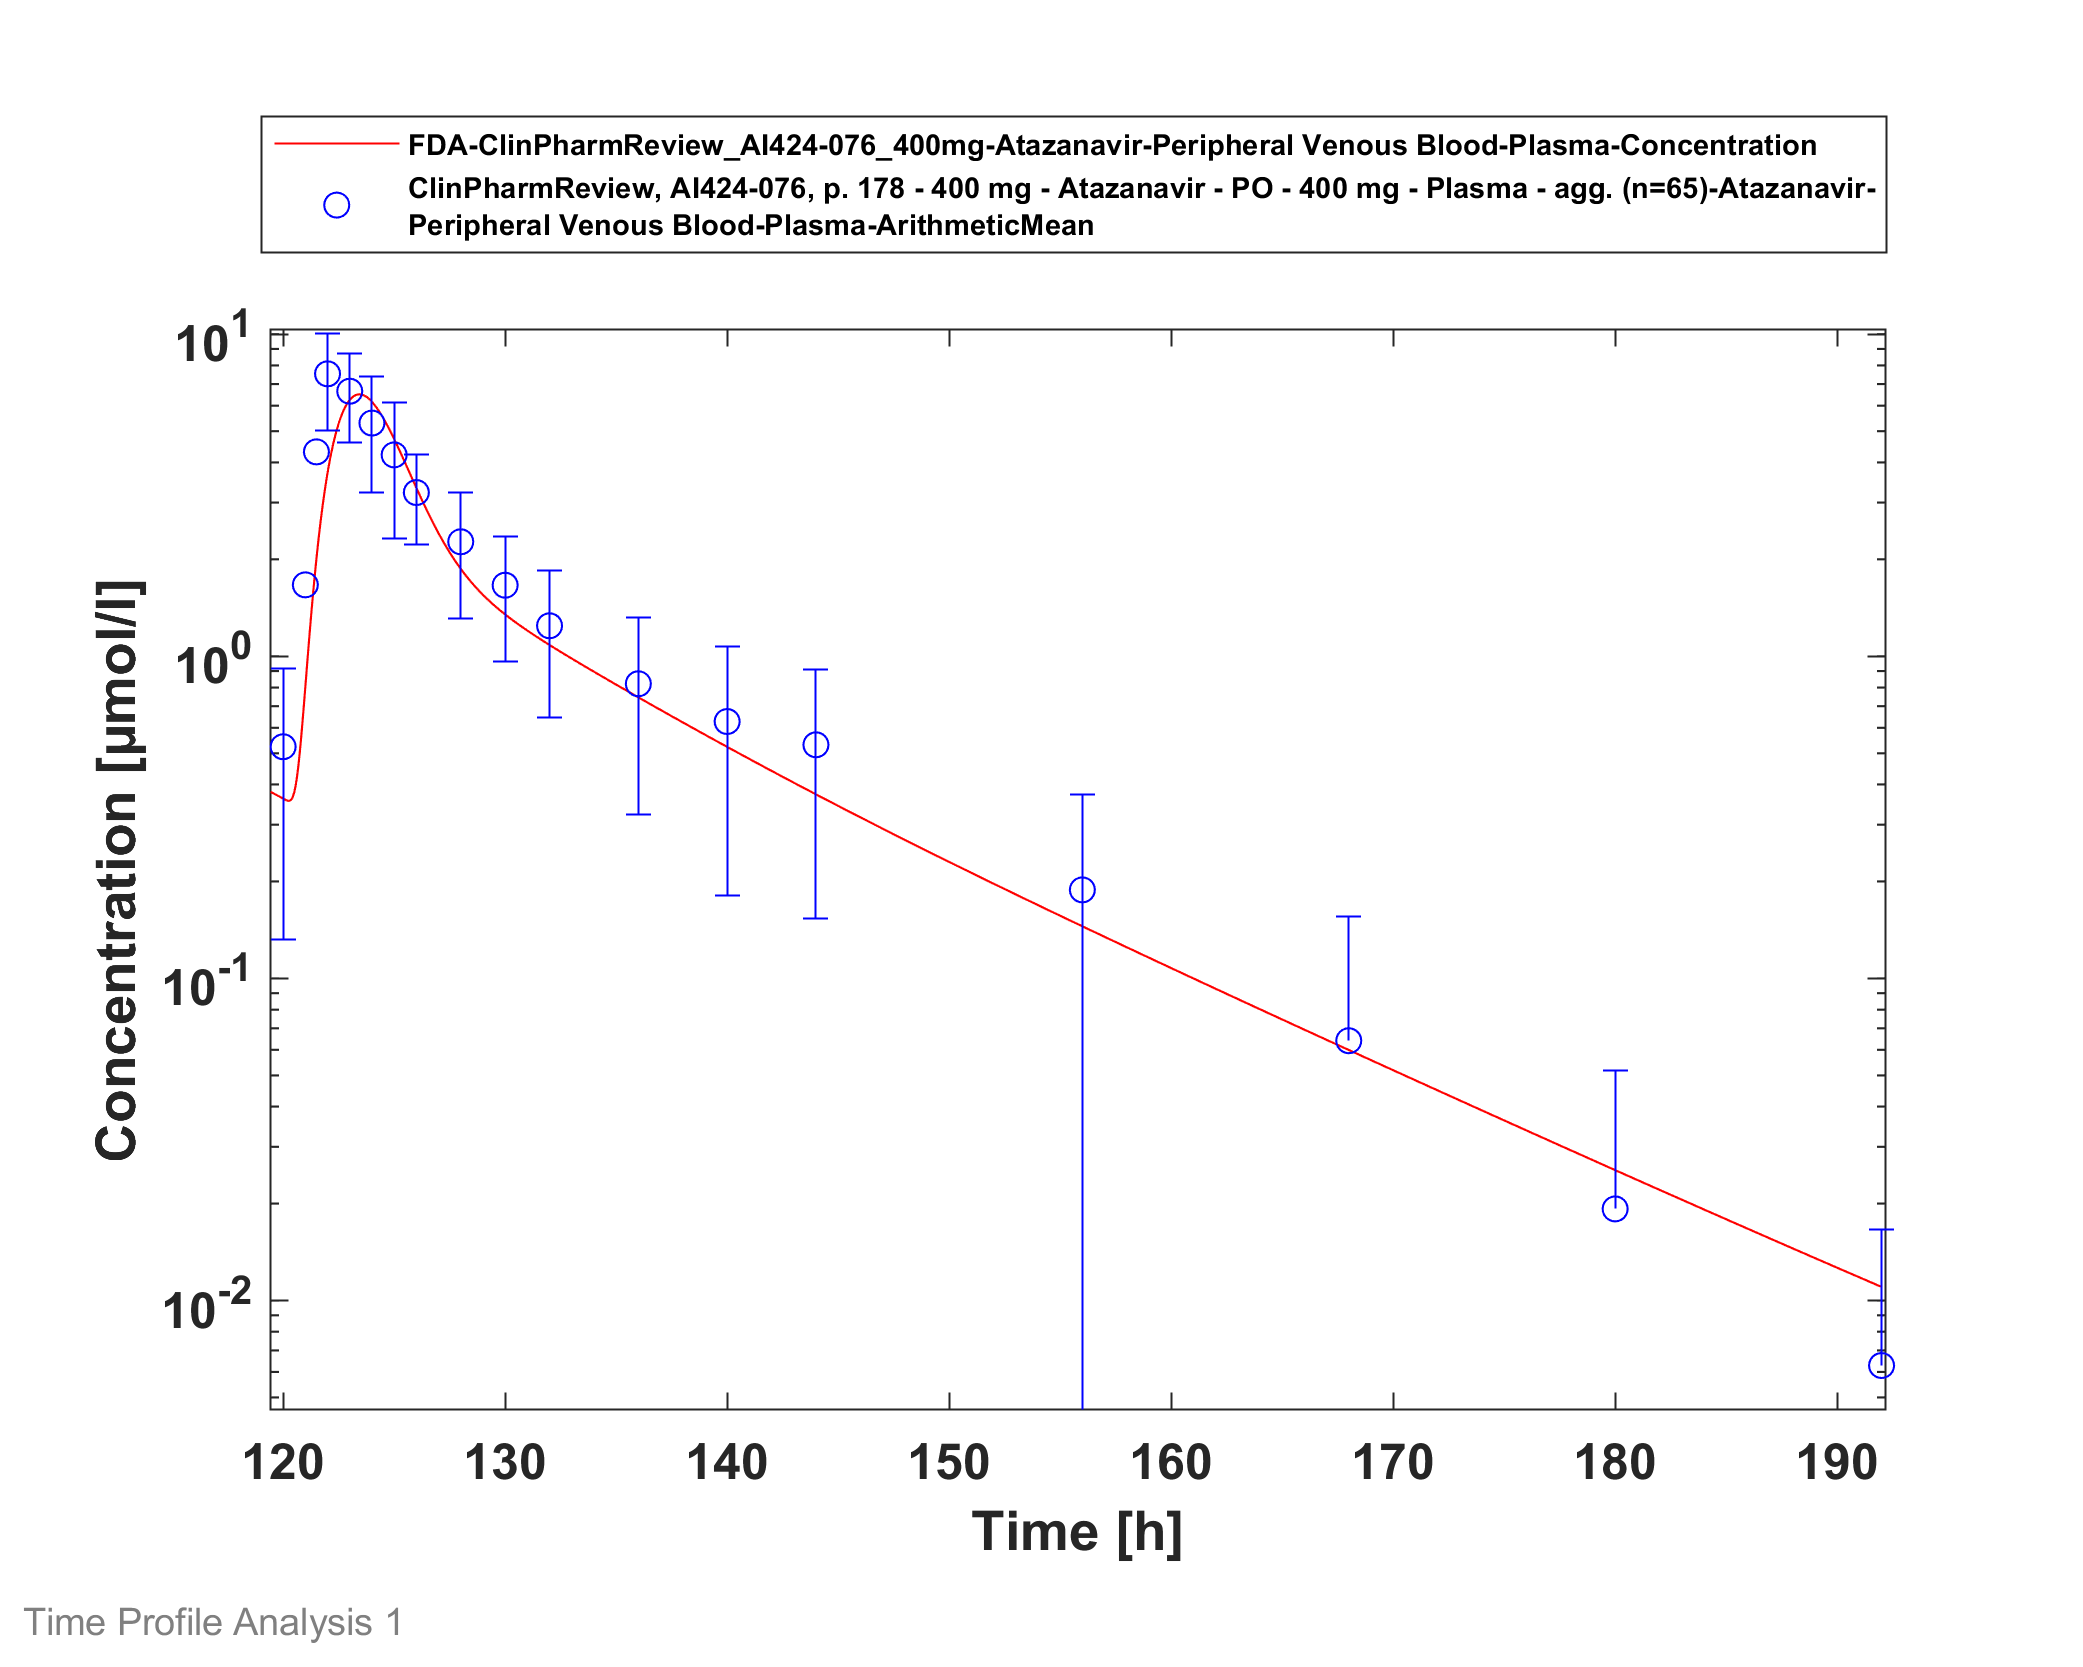 FDA-ClinPharmReview_AI424-076_400mg-Atazanavir-Peripheral Venous Blood-Plasma-Concentration
ClinPharmReview, AI424-076, p. 178 - 400 mg - Atazanavir - PO - 400 mg - Plasma - agg. (n=65)-Atazanavir-
Peripheral Venous Blood-Plasma-ArithmeticMean
10^1
10^0
10^-1
10^-2
Concentration [µmol/l]
120 130 140 150 160 170 180 190
Time [h]
Time Profile Analysis 1